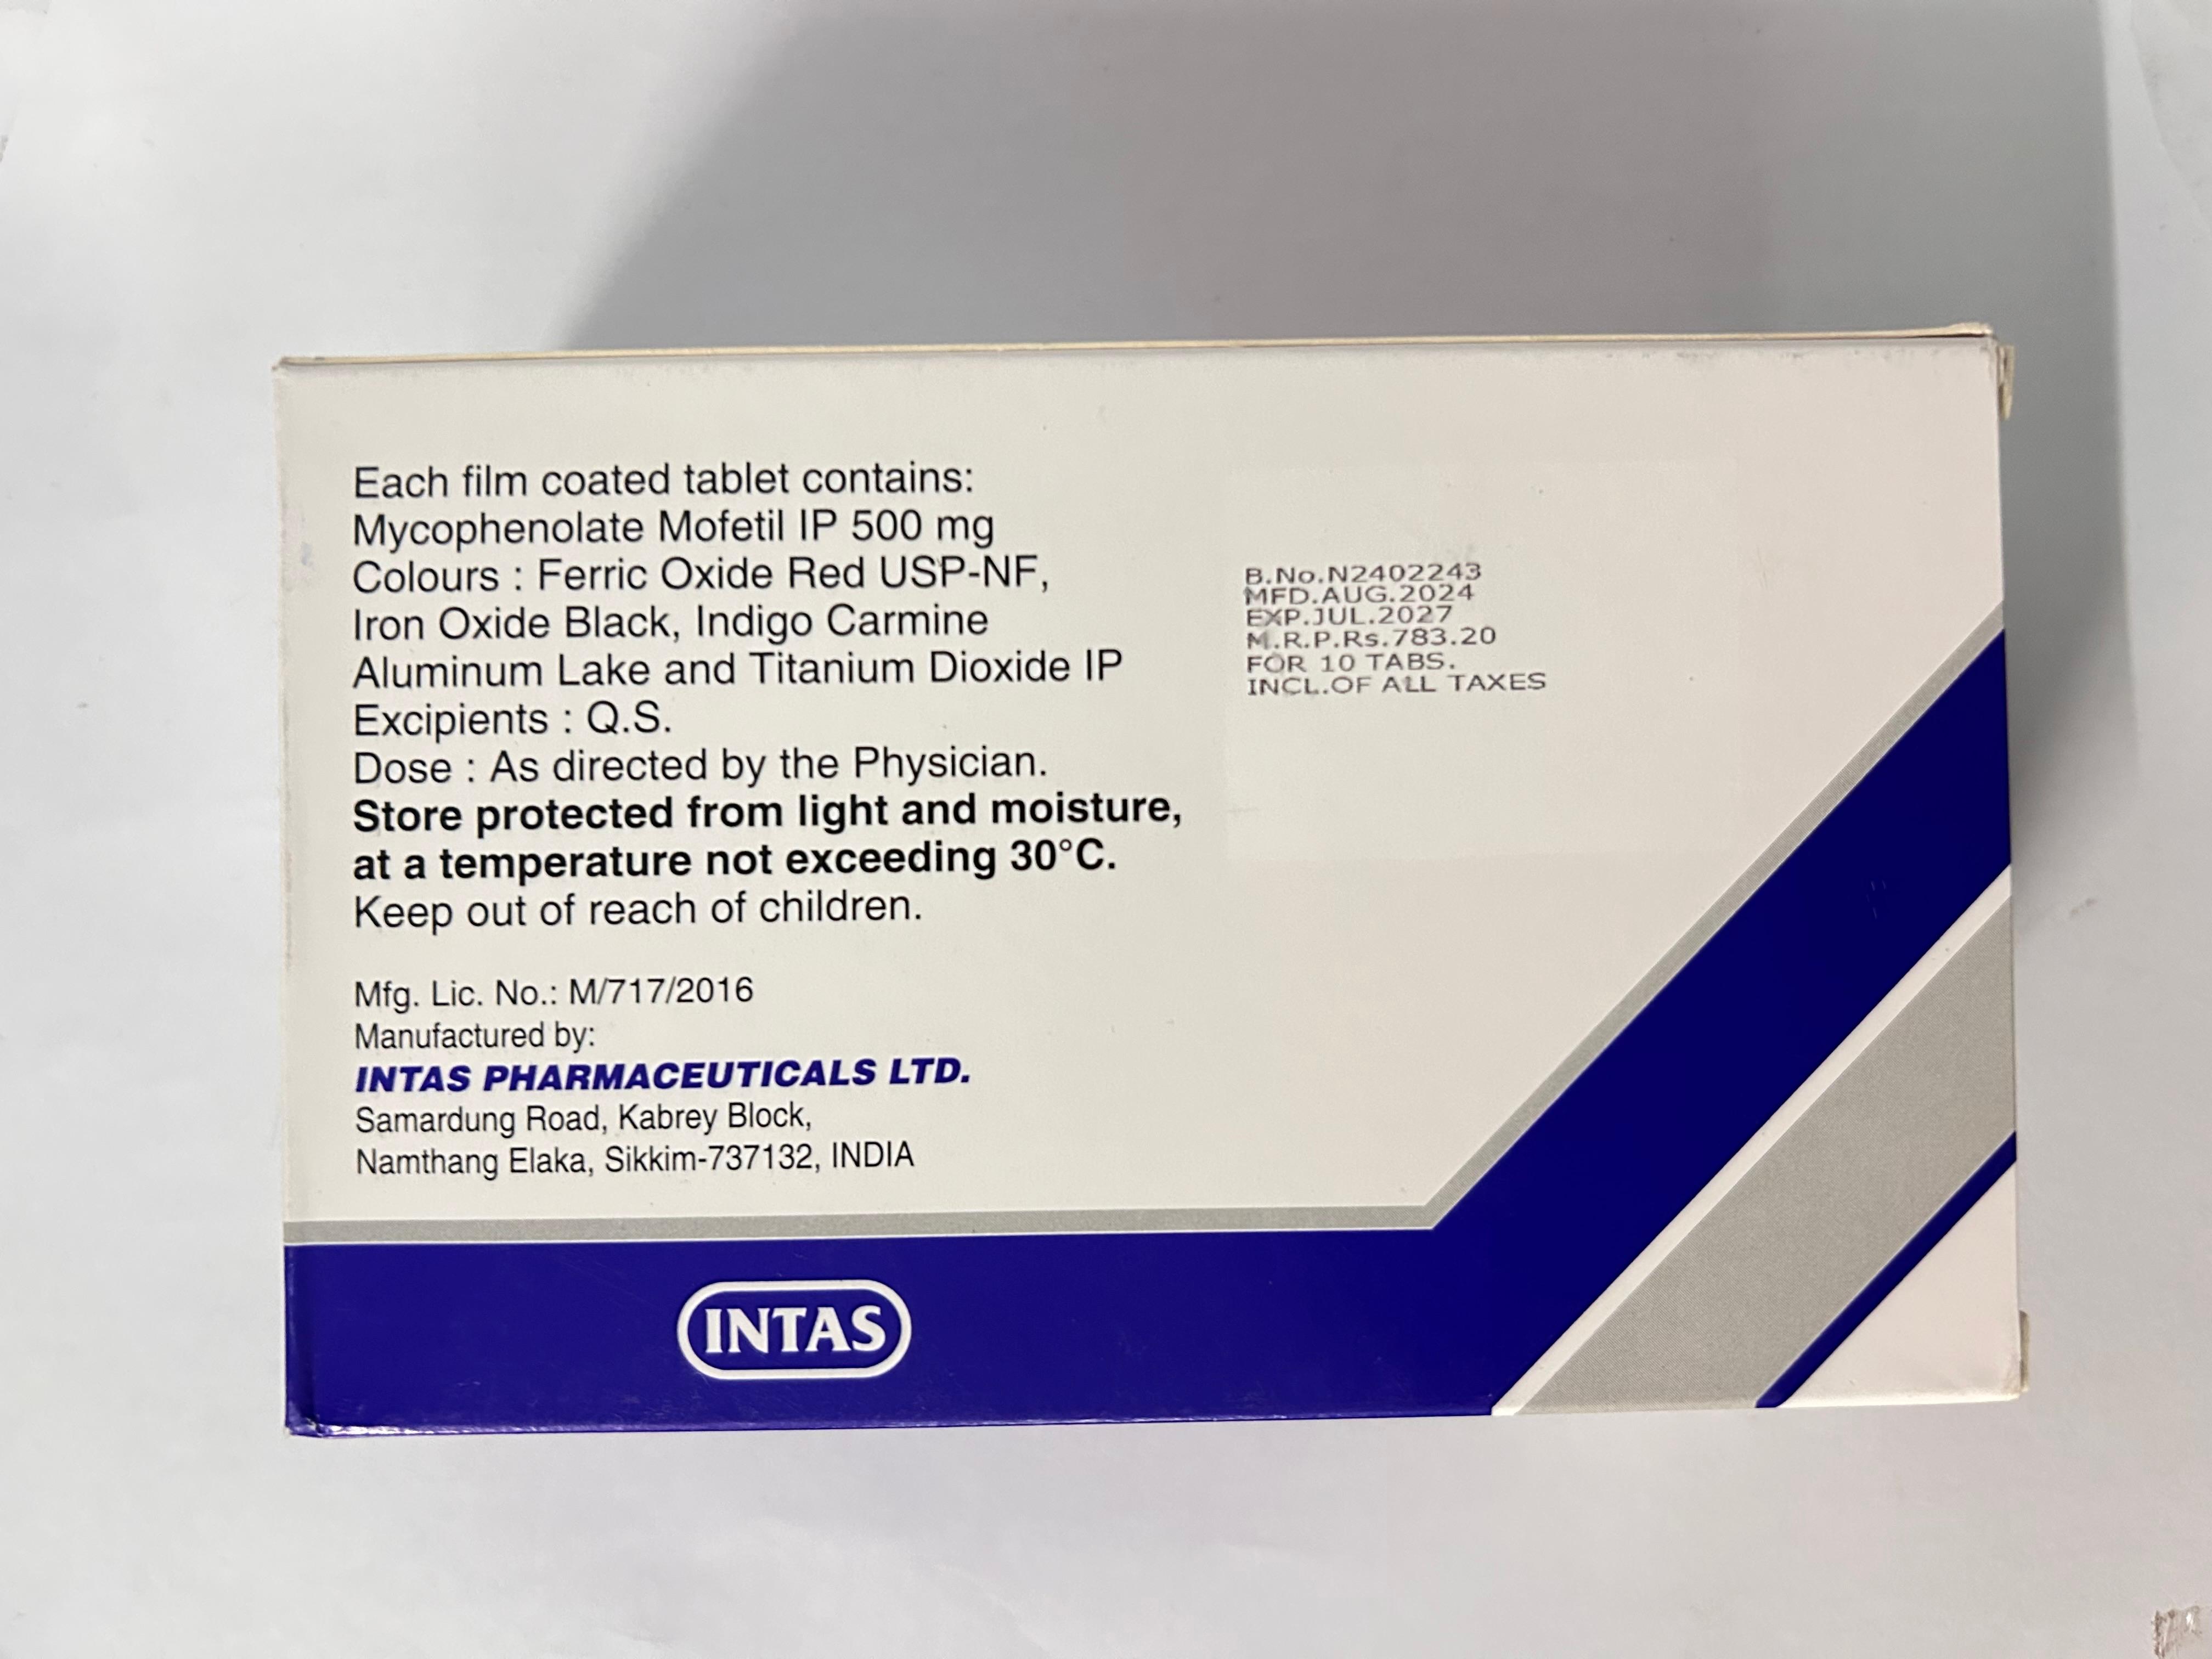 Each film coated tablet contains:
Mycophenolate Mofetil IP 500 mg
Colours : Ferric Oxide Red USP-NF,
Iron Oxide Black, Indigo Carmine
Aluminum Lake and Titanium Dioxide IP
Excipients : Q.S.
Dose : As directed by the Physician.
Store protected from light and moisture,
at a temperature not exceeding 30°C.
Keep out of reach of children.
Mfg. Lic. No.: M/717/2016
Manufactured by:
INTAS PHARMACEUTICALS LTD.
Samardung Road, Kabrey Block,
Namthang Elaka, Sikkim-737132, INDIA
B.No.N2402243
MFD.AUG.2024
EXP.JUL.2027
M.R.P.Rs.783.20
FOR 10 TABS.
INCL.OF ALL TAXES
INTAS